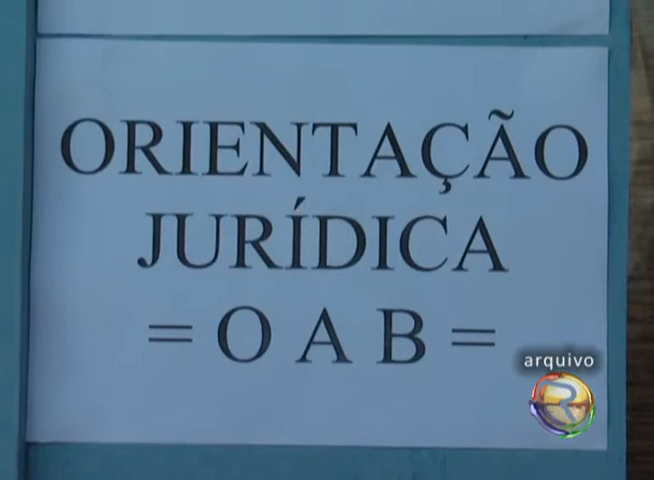 ORIENTAÇÃO
JURÍDICA
= O A B =
arquivo
R